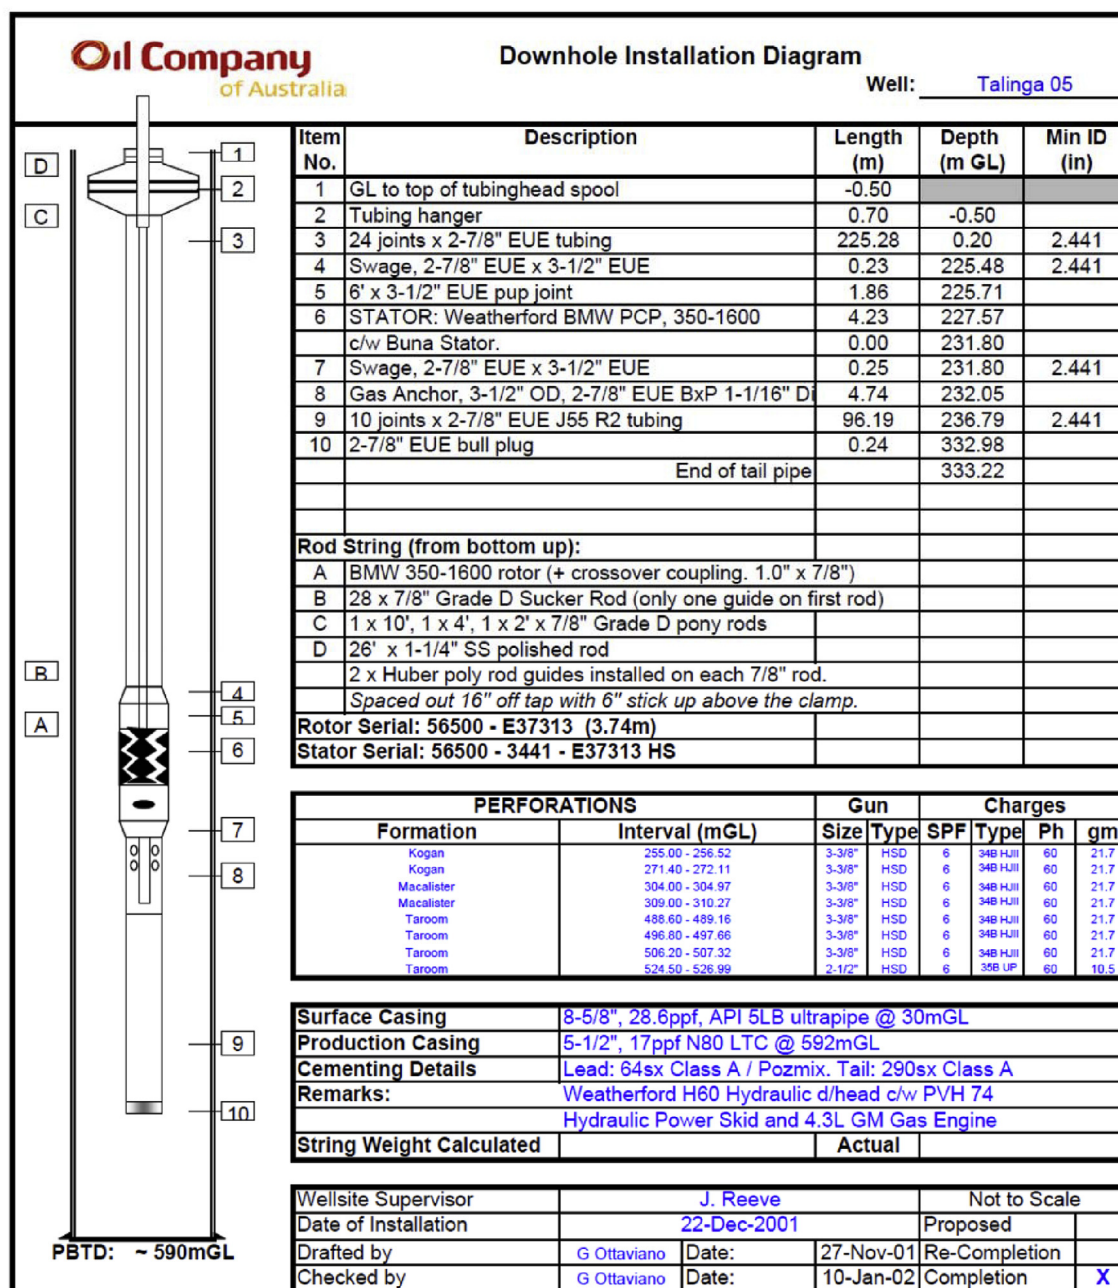 Oil Company
of Australia
Downhole Installation Diagram
Well: Talinga 05
Item No. Description Length (m) Depth (m GL) Min ID (in)
1 GL to top of tubinghead spool -0.50
2 Tubing hanger 0.70 -0.50
3 24 joints x 2-7/8" EUE tubing 225.28 0.20 2.441
4 Swage, 2-7/8" EUE x 3-1/2" EUE 0.23 225.48 2.441
5 6' x 3-1/2" EUE pup joint 1.86 225.71
6 STATOR: Weatherford BMW PCP, 350-1600 4.23 227.57
c/w Buna Stator. 0.00 231.80
7 Swage, 2-7/8" EUE x 3-1/2" EUE 0.25 231.80 2.441
8 Gas Anchor, 3-1/2" OD, 2-7/8" EUE BxP 1-1/16" Di 4.74 232.05
9 10 joints x 2-7/8" EUE J55 R2 tubing 96.19 236.79 2.441
10 2-7/8" EUE bull plug 0.24 332.98
End of tail pipe 333.22
Rod String (from bottom up):
A BMW 350-1600 rotor (+ crossover coupling. 1.0" x 7/8")
B 28 x 7/8" Grade D Sucker Rod (only one guide on first rod)
C 1 x 10', 1 x 4', 1 x 2' x 7/8" Grade D pony rods
D 26' x 1-1/4" SS polished rod
2 x Huber poly rod guides installed on each 7/8" rod.
Spaced out 16" off tap with 6" stick up above the clamp.
Rotor Serial: 56500 - E37313 (3.74m)
Stator Serial: 56500 - 3441 - E37313 HS
PERFORATIONS Gun Charges
Formation Interval (mGL) Size Type SPF Type Ph gm
Kogan 255.00 - 256.52 3-3/8" HSD 6 34B HJII 60 21.7
Kogan 271.40 - 272.11 3-3/8" HSD 6 34B HJII 60 21.7
Macalister 304.00 - 304.97 3-3/8" HSD 6 34B HJII 60 21.7
Macalister 309.00 - 310.27 3-3/8" HSD 6 34B HJII 60 21.7
Taroom 488.60 - 489.16 3-3/8" HSD 6 34B HJII 60 21.7
Taroom 496.80 - 497.66 3-3/8" HSD 6 34B HJII 60 21.7
Taroom 506.20 - 507.32 3-3/8" HSD 6 34B HJII 60 21.7
Taroom 524.50 - 526.99 2-1/2" HSD 6 35B UP 60 10.5
Surface Casing 8-5/8", 28.6ppf, API 5LB ultrapipe @ 30mGL
Production Casing 5-1/2", 17ppf N80 LTC @ 592mGL
Cementing Details Lead: 64sx Class A / Pozmix. Tail: 290sx Class A
Remarks: Weatherford H60 Hydraulic d/head c/w PVH 74
Hydraulic Power Skid and 4.3L GM Gas Engine
String Weight Calculated Actual
Wellsite Supervisor J. Reeve Not to Scale
Date of Installation 22-Dec-2001 Proposed
Drafted by G Ottaviano Date: 27-Nov-01 Re-Completion
Checked by G Ottaviano Date: 10-Jan-02 Completion X
D
C
B
A
1
2
3
4
5
6
7
8
9
10
PBTD: ~ 590mGL